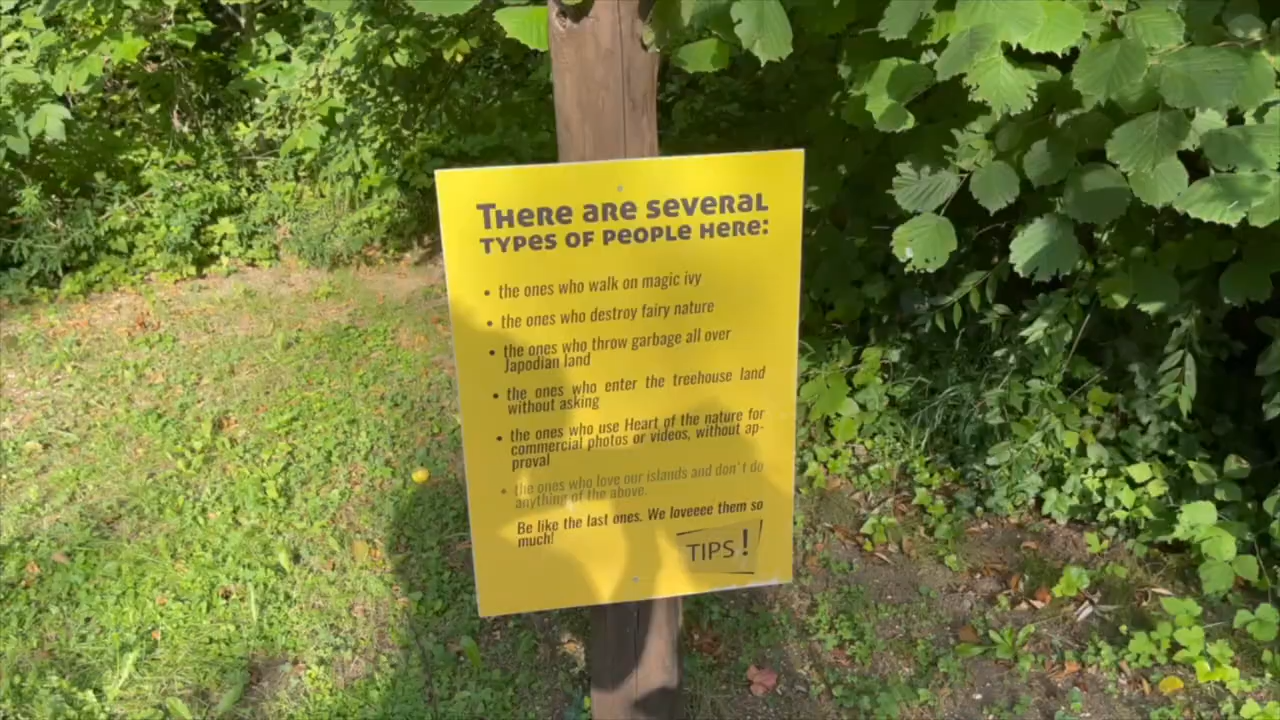 There are several
types of people here:
• the ones who walk on magic ivy
• the ones who destroy fairy nature
• the ones who throw garbage all over
Japodian land
• the ones who enter the treehouse land
without asking
• the ones who use Heart of the nature for
commercial photos or videos, without ap-
proval
• the ones who love our islands and don't do
anything of the above.
Be like the last ones. We loveeee them so
much!
TIPS!